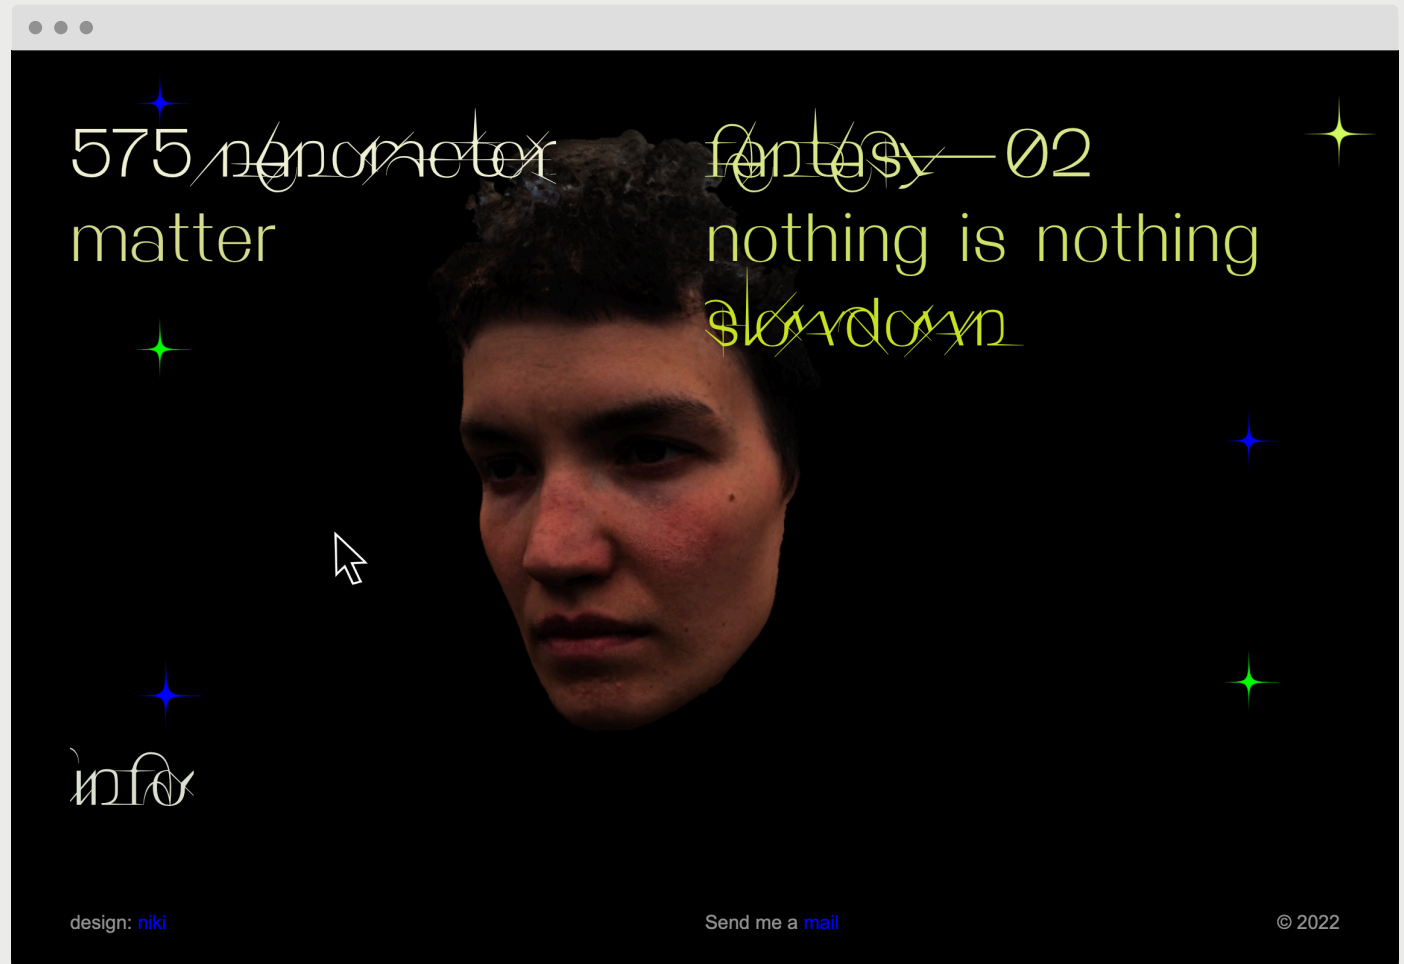 575 nanometer
matter
fantasy—02
nothing is nothing
slowdown
info
design: niki
Send me a mail
© 2022